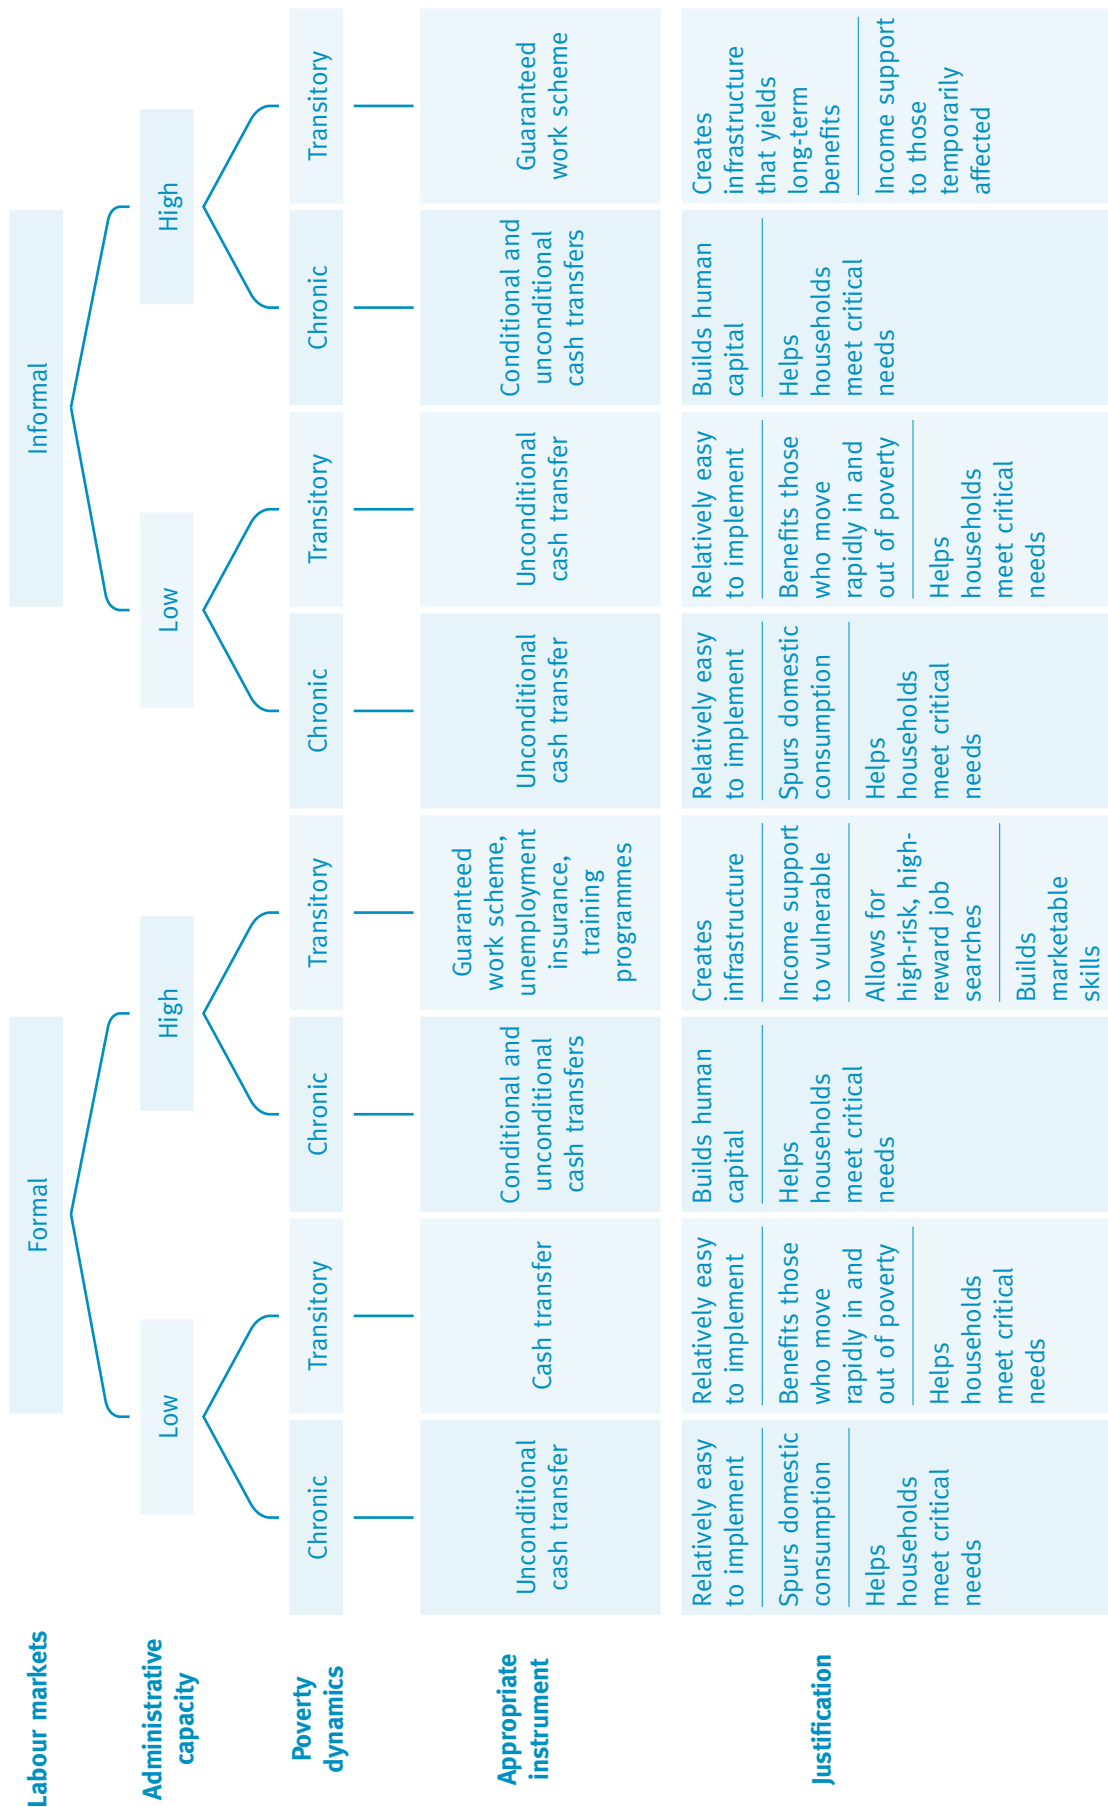 Labour markets
Formal
Informal
Administrative
capacity
Low
High
Low
High
Poverty
dynamics
Chronic
Transitory
Chronic
Transitory
Chronic
Transitory
Chronic
Transitory
Appropriate
instrument
Unconditional
cash transfer
Cash transfer
Conditional and
unconditional
cash transfers
Guaranteed
work scheme,
unemployment
insurance,
training
programmes
Unconditional
cash transfer
Unconditional
cash transfer
Conditional and
unconditional
cash transfers
Guaranteed
work scheme
Justification
Relatively easy
to implement
Spurs domestic
consumption
Helps
households
meet critical
needs
Relatively easy
to implement
Benefits those
who move
rapidly in and
out of poverty
Helps
households
meet critical
needs
Builds human
capital
Helps
households
meet critical
needs
Creates
infrastructure
Income support
to vulnerable
Allows for
high-risk, high-
reward job
searches
Builds
marketable
skills
Relatively easy
to implement
Spurs domestic
consumption
Helps
households
meet critical
needs
Relatively easy
to implement
Benefits those
who move
rapidly in and
out of poverty
Helps
households
meet critical
needs
Builds human
capital
Helps
households
meet critical
needs
Creates
infrastructure
that yields
long-term
benefits
Income support
to those
temporarily
affected